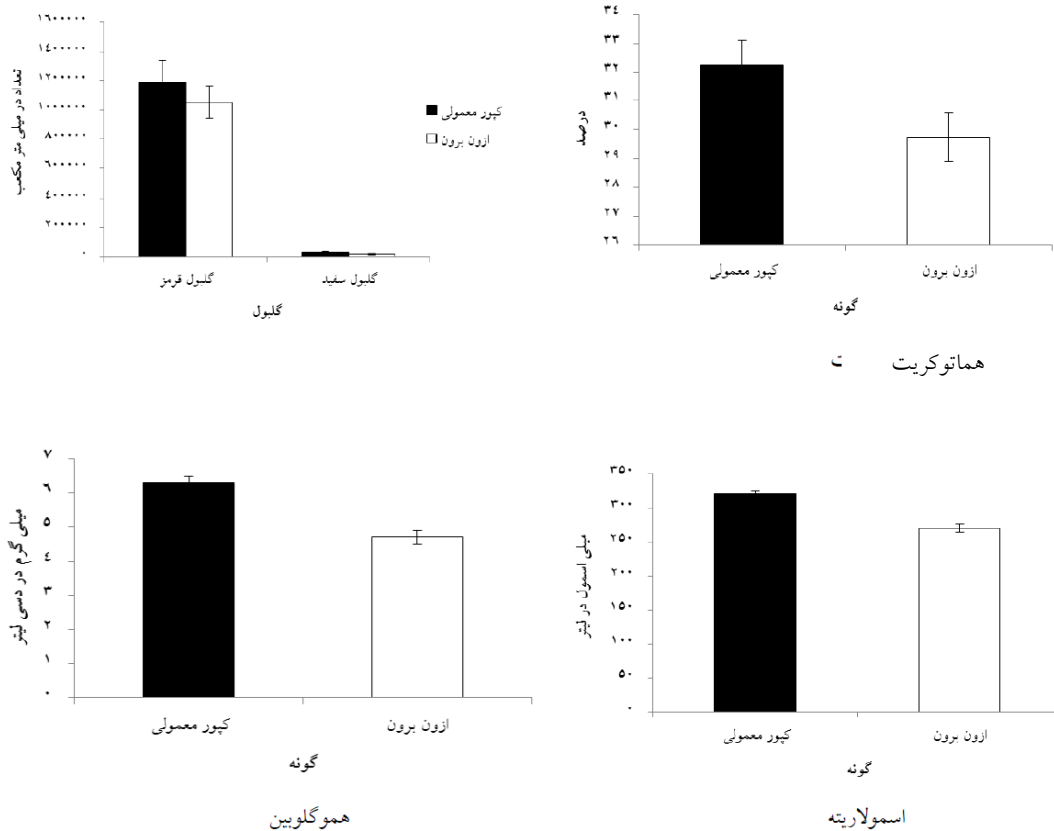 ۱۶۰۰۰۰۰
۱۴۰۰۰۰۰
۱۲۰۰۰۰۰
۱۰۰۰۰۰۰
۸۰۰۰۰۰
۶۰۰۰۰۰
۴۰۰۰۰۰
۲۰۰۰۰۰
۰
تعداد در میلی متر مکعب
کپور معمولی
ازون برون
گلبول قرمز
گلبول سفید
گلبول
۳۴
۳۳
۳۲
۳۱
۳۰
۲۹
۲۸
۲۷
۲۶
درصد
کپور معمولی
ازون برون
گونه
هماتوکریت ت
۷
۶
۵
۴
۳
۲
۱
۰
میلی گرم در دسی لیتر
کپور معمولی
ازون برون
گونه
هموگلوبین
۳۵۰
۳۰۰
۲۵۰
۲۰۰
۱۵۰
۱۰۰
۵۰
۰
میلی اسمول در لیتر
کپور معمولی
ازون برون
گونه
اسمولاریته